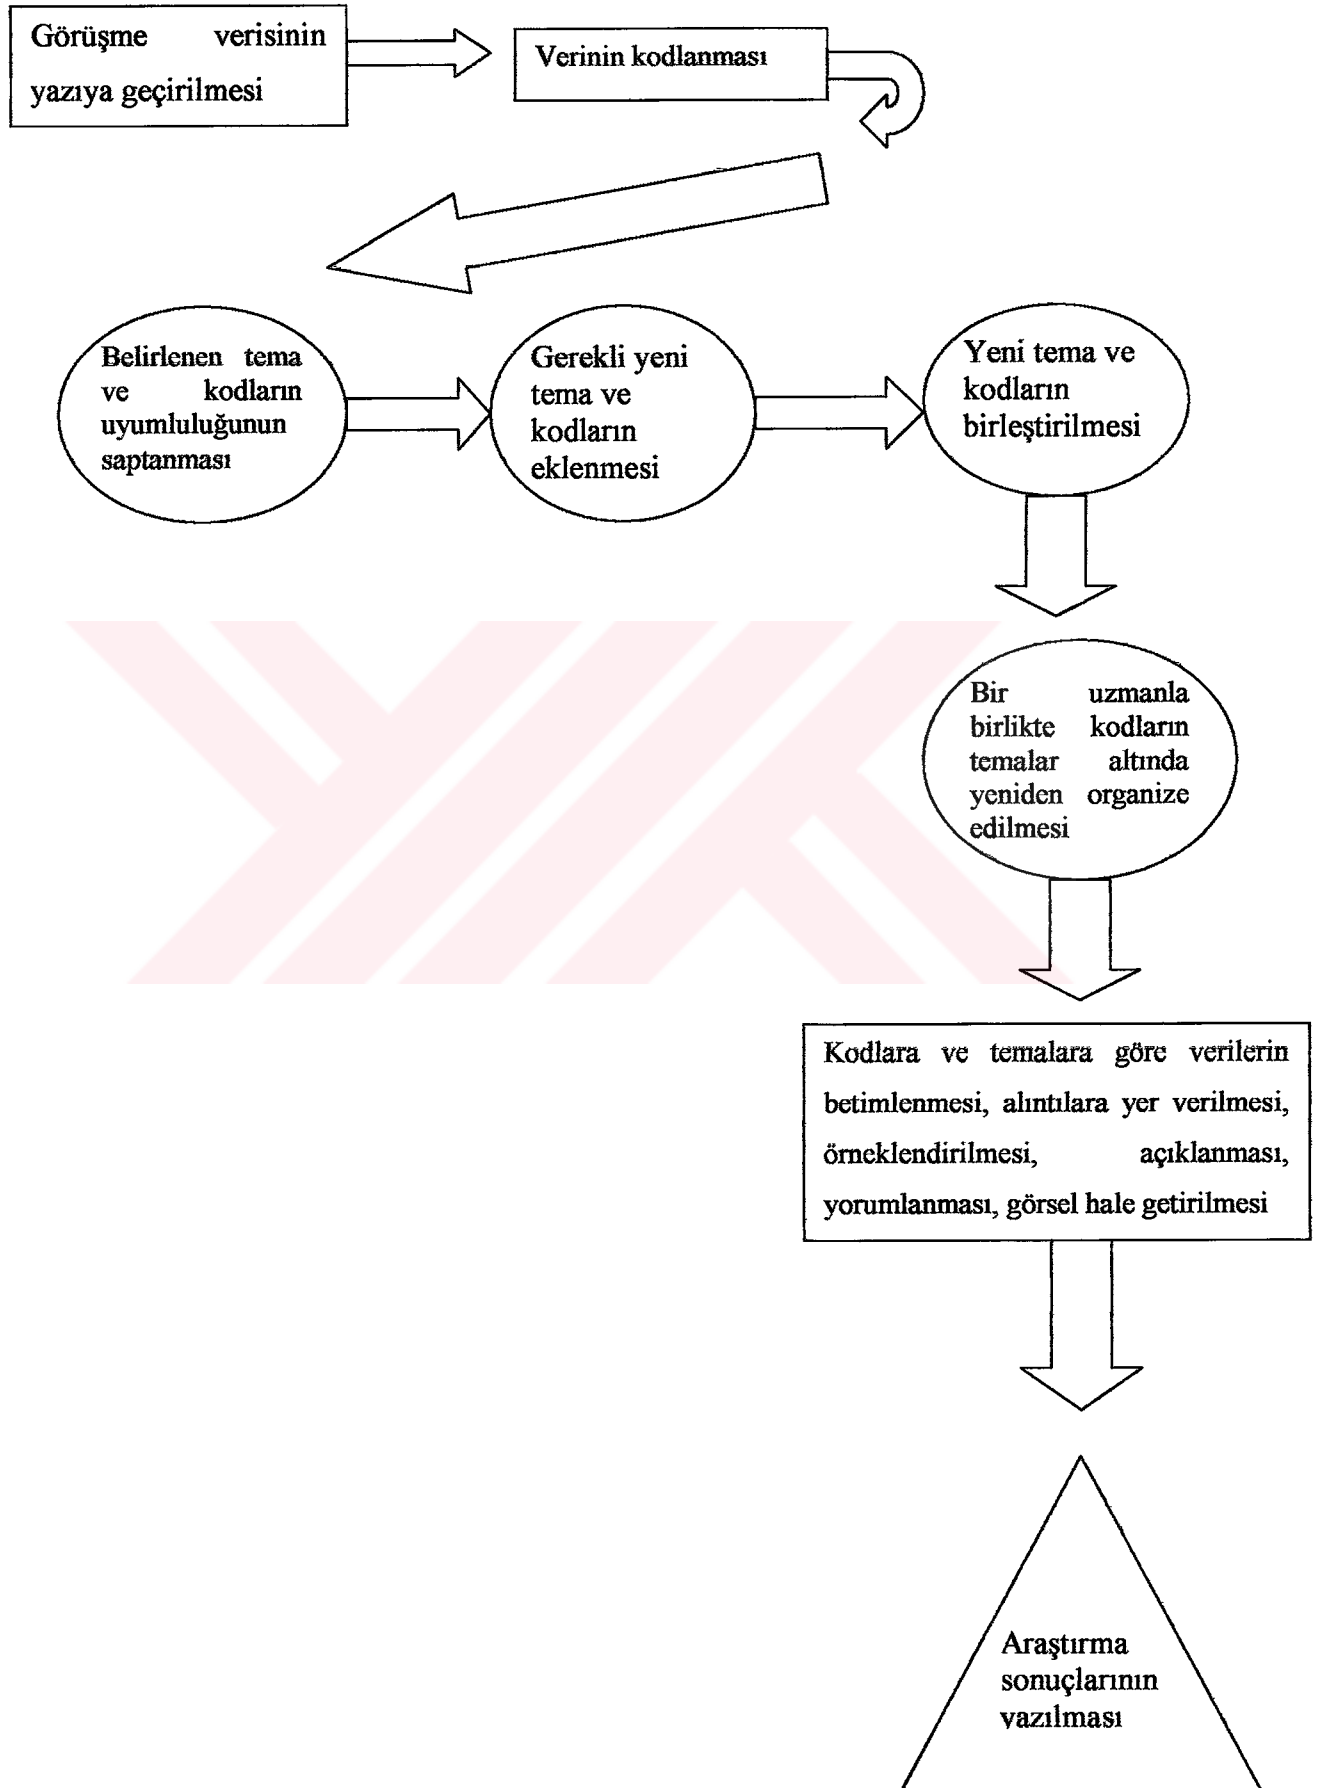 Görüşme verisinin
yazıya geçirilmesi
Verinin kodlanması
Belirlenen tema
ve kodların
uyumluluğunun
saptanması
Gerekli yeni
tema ve
kodların
eklenmesi
Yeni tema ve
kodların
birleştirilmesi
Bir uzmanla
birlikte kodların
temalar altında
yeniden organize
edilmesi
Kodlara ve temalara göre verilerin
betimlenmesi, alıntılara yer verilmesi,
örneklendirilmesi, açıklanması,
yorumlanması, görsel hale getirilmesi
Araştırma
sonuçlarının
yazılması